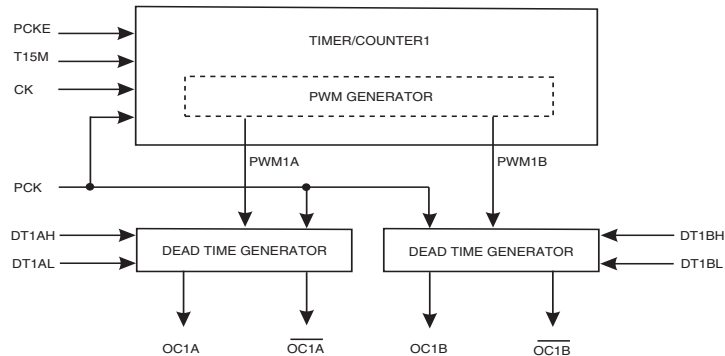 PCKE
TIMER/COUNTER1
T15M
CK
PWM GENERATOR
PWM1A
PWM1B
PCK
DT1AH
DT1AL
DEAD TIME GENERATOR
DEAD TIME GENERATOR
DT1BH
DT1BL
OC1A
OC1A
OC1B
OC1B